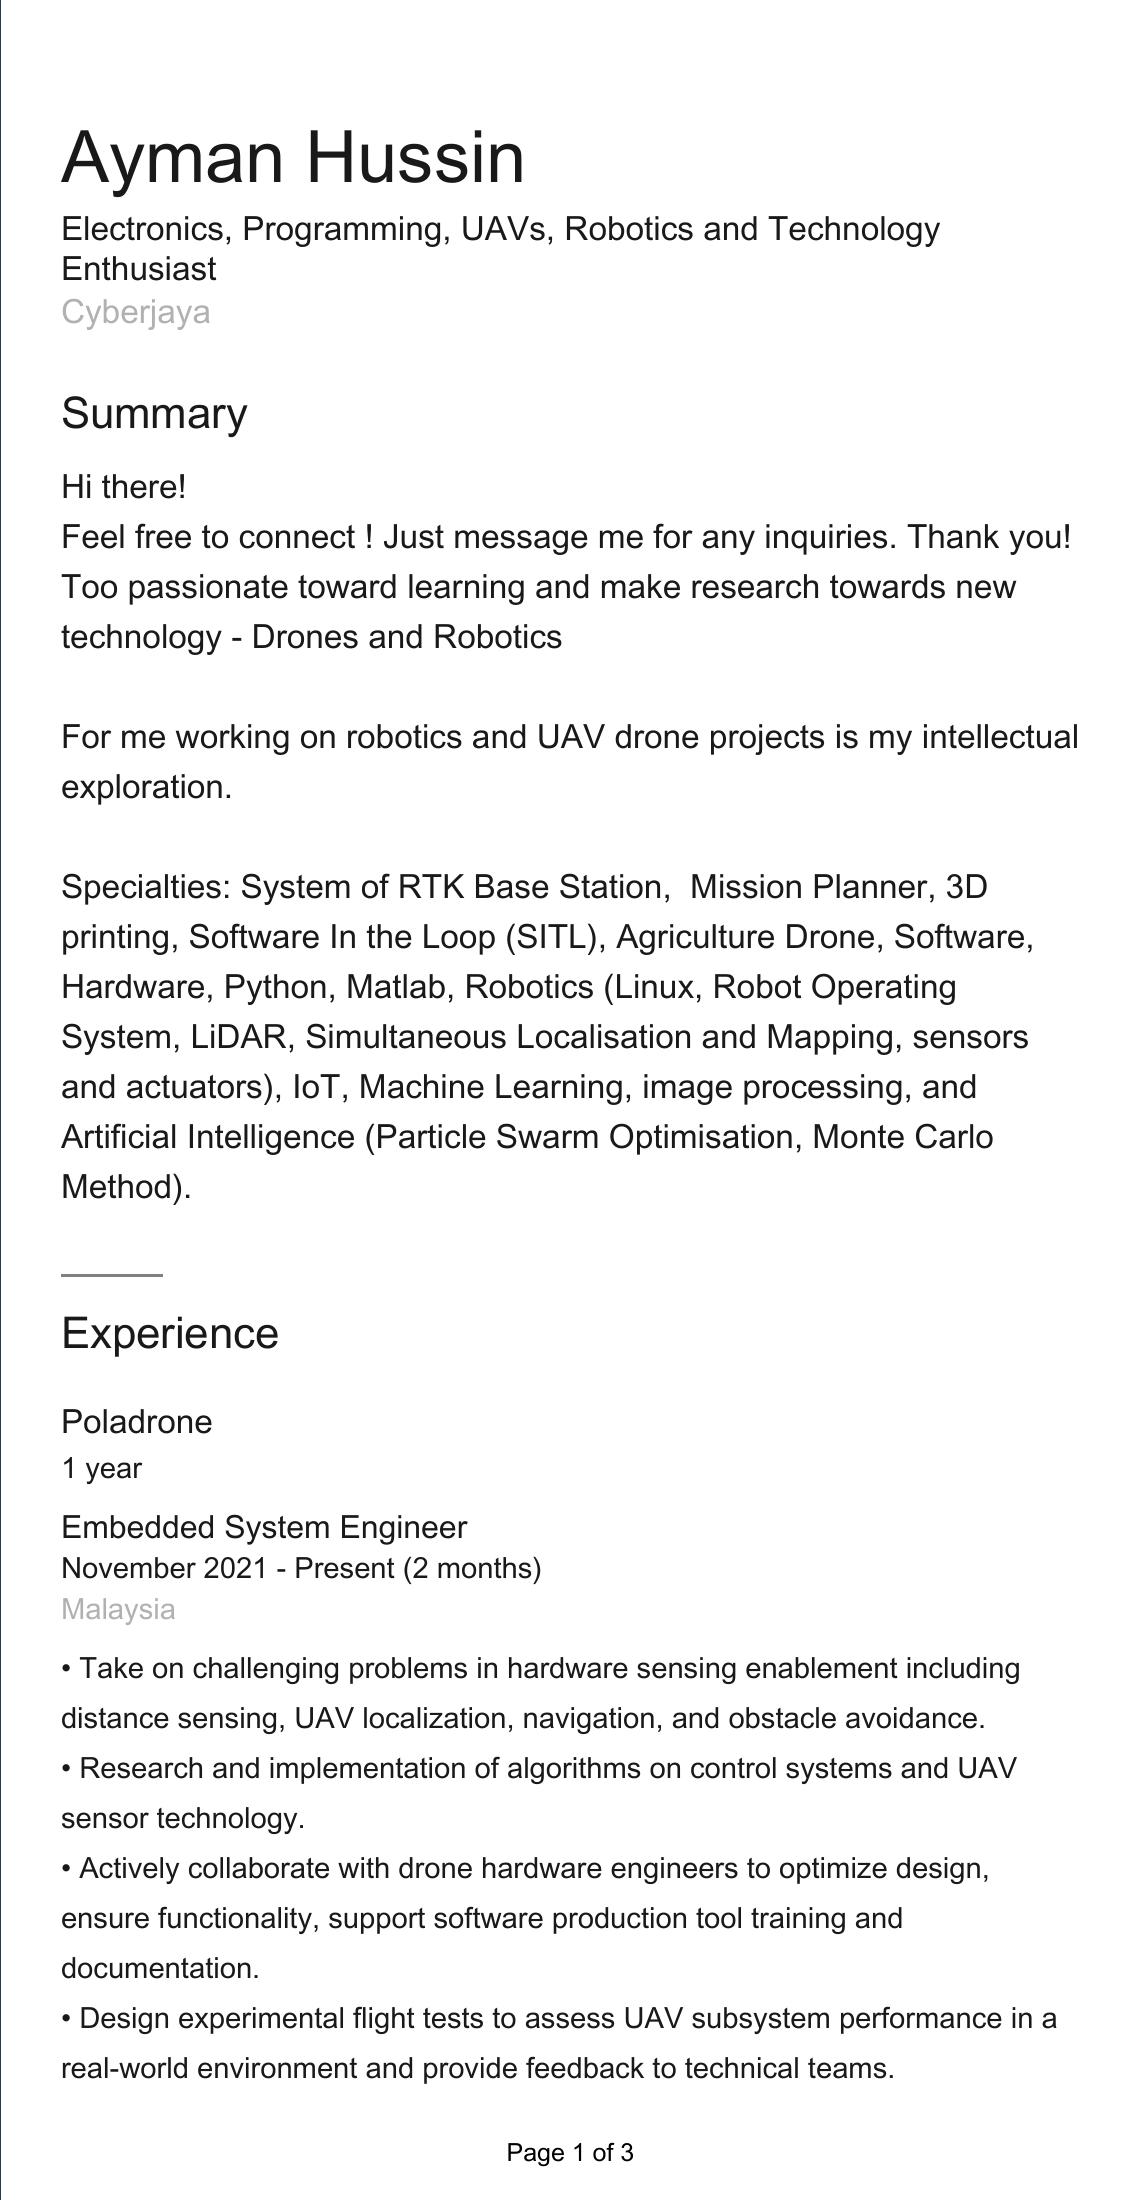 Ayman Hussin
Electronics, Programming, UAVs, Robotics and Technology
Enthusiast
Cyberjaya
Summary
Hi there!
Feel free to connect ! Just message me for any inquiries. Thank you!
Too passionate toward learning and make research towards new
technology - Drones and Robotics
For me working on robotics and UAV drone projects is my intellectual
exploration.
Specialties: System of RTK Base Station,  Mission Planner, 3D
printing, Software In the Loop (SITL), Agriculture Drone, Software,
Hardware, Python, Matlab, Robotics (Linux, Robot Operating
System, LiDAR, Simultaneous Localisation and Mapping, sensors
and actuators), IoT, Machine Learning, image processing, and
Artificial Intelligence (Particle Swarm Optimisation, Monte Carlo
Method).
Experience
Poladrone
1 year
Embedded System Engineer
November 2021 - Present (2 months)
Malaysia
• Take on challenging problems in hardware sensing enablement including
distance sensing, UAV localization, navigation, and obstacle avoidance.
• Research and implementation of algorithms on control systems and UAV
sensor technology.
• Actively collaborate with drone hardware engineers to optimize design,
ensure functionality, support software production tool training and
documentation.
• Design experimental flight tests to assess UAV subsystem performance in a
real-world environment and provide feedback to technical teams.
Page 1 of 3